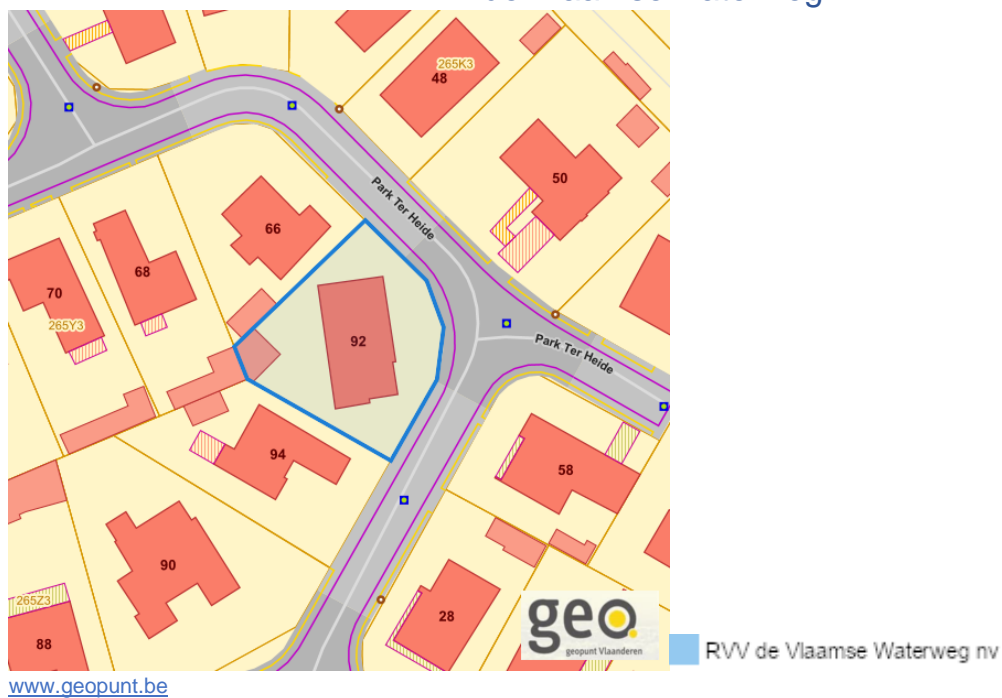 48
265K3
50
Park Ter Heide
66
68
70
265Y3
92
Park Ter Heide
94
58
90
265Z3
88
28
geo.
geopunt Vlaanderen
RVV de Vlaamse Waterweg nv
www.geopunt.be